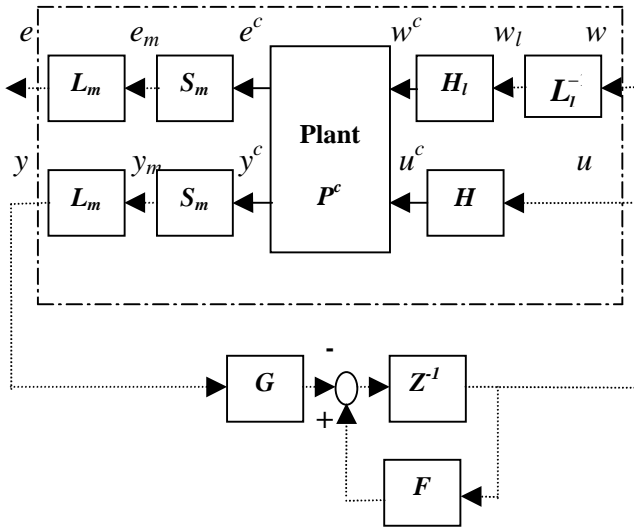 e e_m e^c w^c w_l w
L_m S_m H_l L_l^-
Plant
P^c
y y_m y^c u^c u
L_m S_m H
-
G Z^-1
+
F